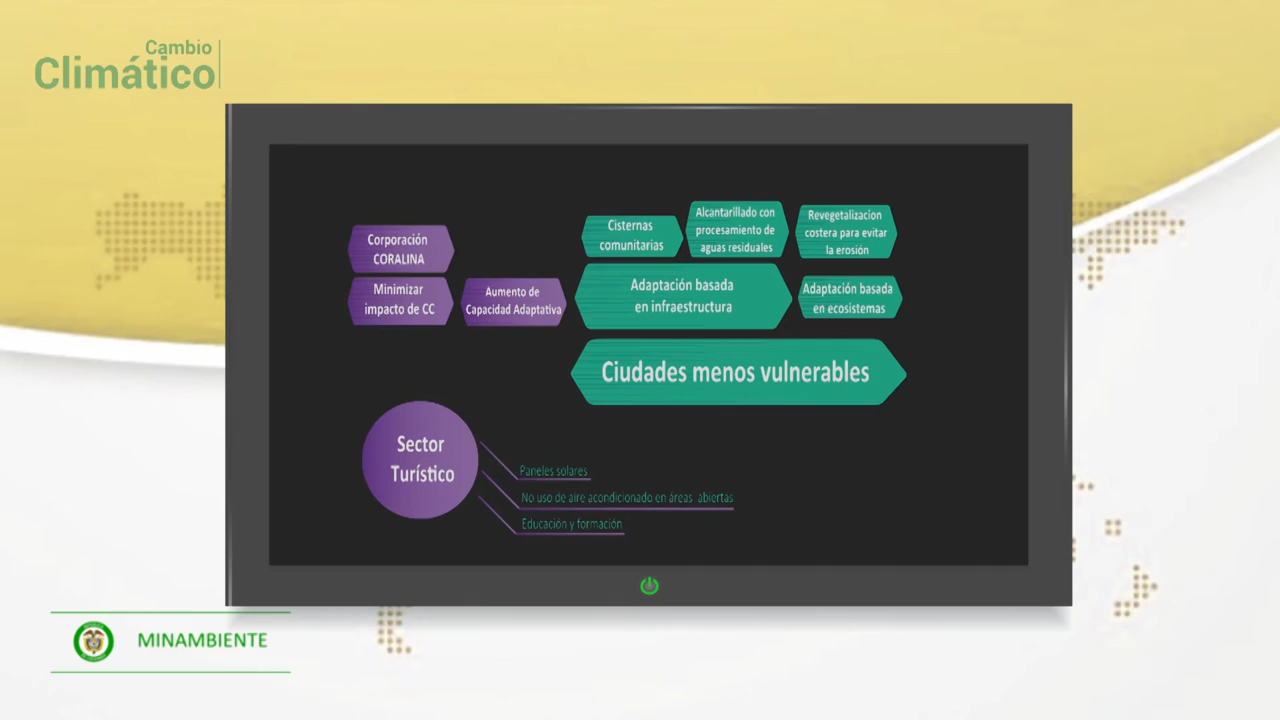 Cambio
Climático
Corporación
CORALINA
Minimizar
impacto de CC
Aumento de
Capacidad Adaptativa
Cisternas
comunitarias
Alcantarillado con
procesamiento de
aguas residuales
Revegetalizacion
costera para evitar
la erosión
Adaptación basada
en infraestructura
Adaptación basada
en ecosistemas
Ciudades menos vulnerables
Sector
Turístico
Paneles solares
No uso de aire acondicionado en áreas abiertas
Educación y formación
MINAMBIENTE